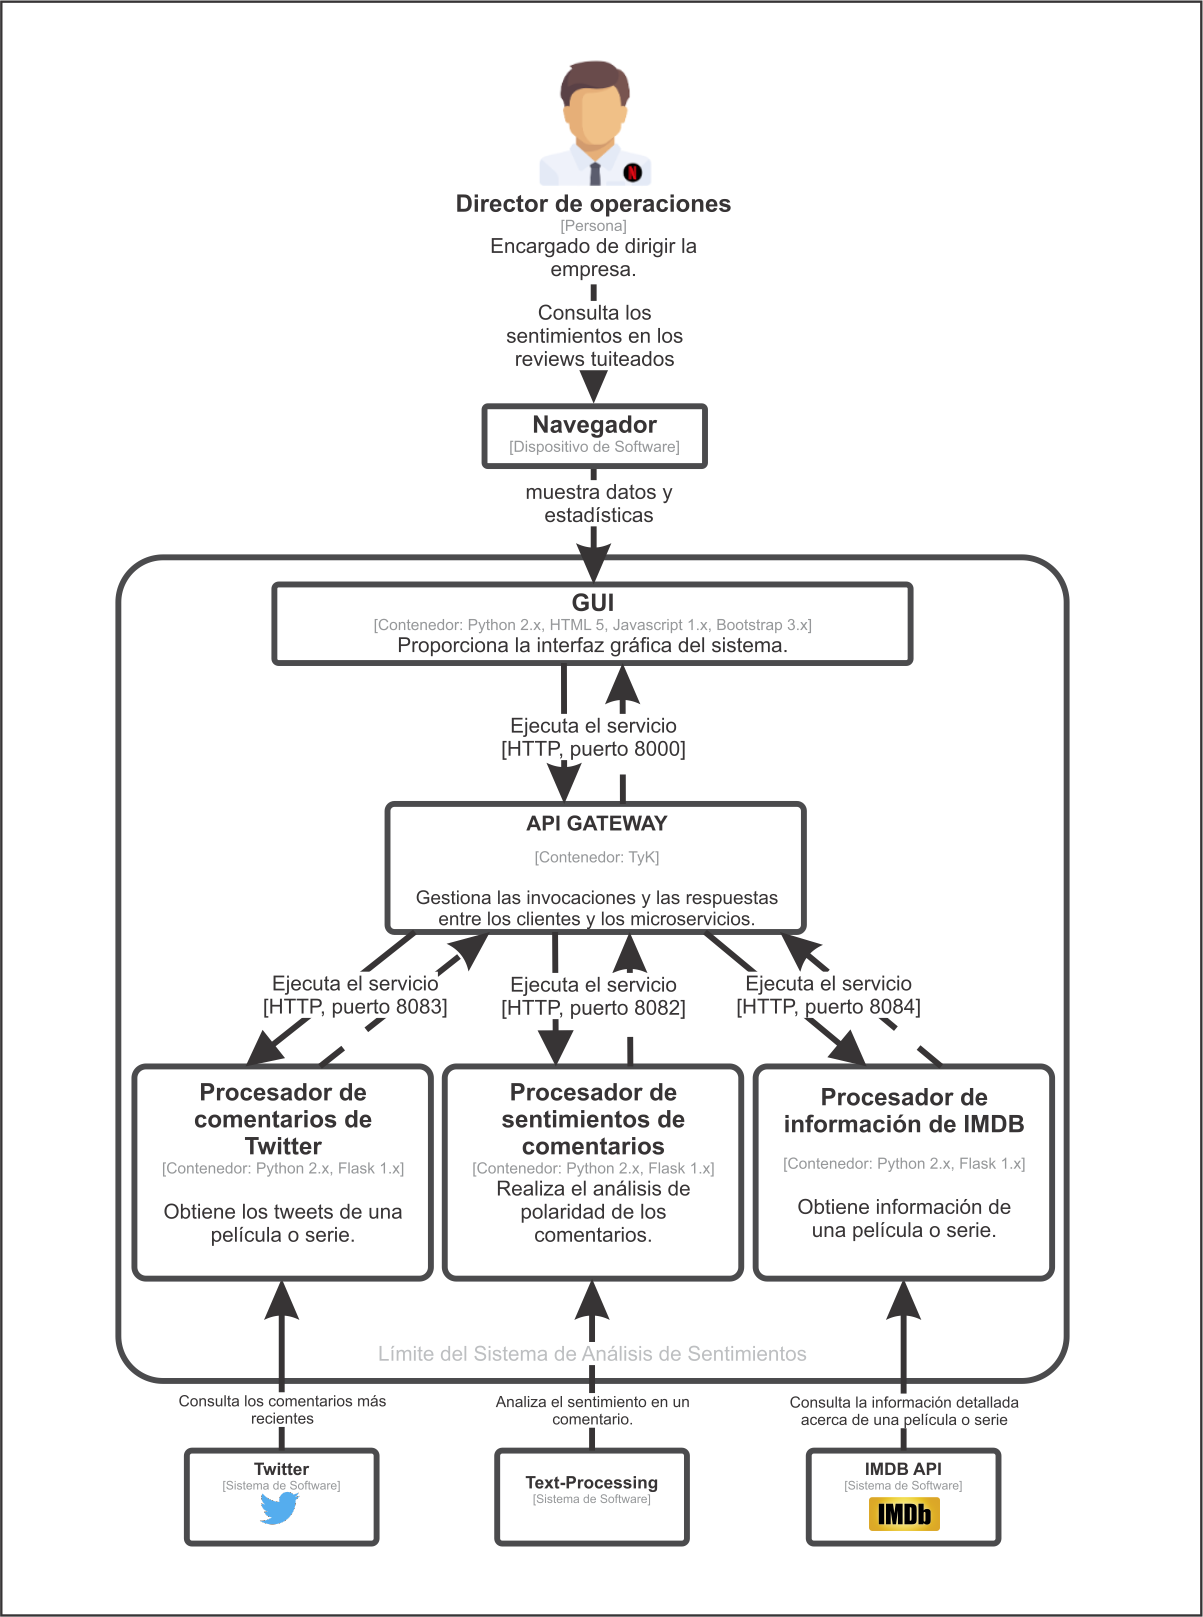 N
Director de operaciones
[Persona]
Encargado de dirigir la
empresa.
Consulta los
sentimientos en los
reviews tuiteados
Navegador
[Dispositivo de Software]
muestra datos y
estadísticas
GUI
[Contenedor: Python 2.x, HTML 5, Javascript 1.x, Bootstrap 3.x]
Proporciona la interfaz gráfica del sistema.
Ejecuta el servicio
[HTTP, puerto 8000]
API GATEWAY
[Contenedor: TyK]
Gestiona las invocaciones y las respuestas
entre los clientes y los microservicios.
Ejecuta el servicio
[HTTP, puerto 8083]
Ejecuta el servicio
[HTTP, puerto 8082]
Ejecuta el servicio
[HTTP, puerto 8084]
Procesador de
comentarios de
Twitter
[Contenedor: Python 2.x, Flask 1.x]
Obtiene los tweets de una
película o serie.
Procesador de
sentimientos de
comentarios
[Contenedor: Python 2.x, Flask 1.x]
Realiza el análisis de
polaridad de los
comentarios.
Procesador de
información de IMDB
[Contenedor: Python 2.x, Flask 1.x]
Obtiene información de
una película o serie.
Límite del Sistema de Análisis de Sentimientos
Consulta los comentarios más
recientes
Analiza el sentimiento en un
comentario.
Consulta la información detallada
acerca de una película o serie
Twitter
[Sistema de Software]
Text-Processing
[Sistema de Software]
IMDB API
[Sistema de Software]
IMDb